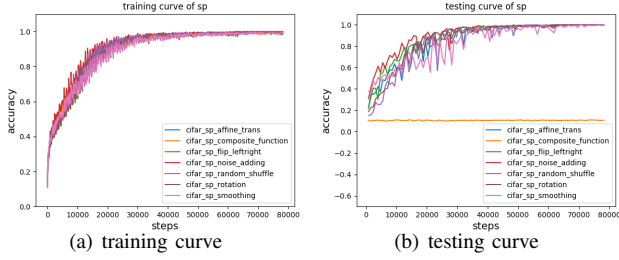 training curve of sp
accuracy
1.0
0.8
0.6
0.4
0.2
0.0
cifar_sp_affine_trans
cifar_sp_composite_function
cifar_sp_flip_leftright
cifar_sp_noise_adding
cifar_sp_random_shuffle
cifar_sp_rotation
cifar_sp_smoothing
0 10000 20000 30000 40000 50000 60000 70000 80000
steps
(a) training curve
testing curve of sp
accuracy
1.0
0.8
0.6
0.4
0.2
0.0
−0.2
−0.4
−0.6
cifar_sp_affine_trans
cifar_sp_composite_function
cifar_sp_flip_leftright
cifar_sp_noise_adding
cifar_sp_random_shuffle
cifar_sp_rotation
cifar_sp_smoothing
0 10000 20000 30000 40000 50000 60000 70000 80000
steps
(b) testing curve